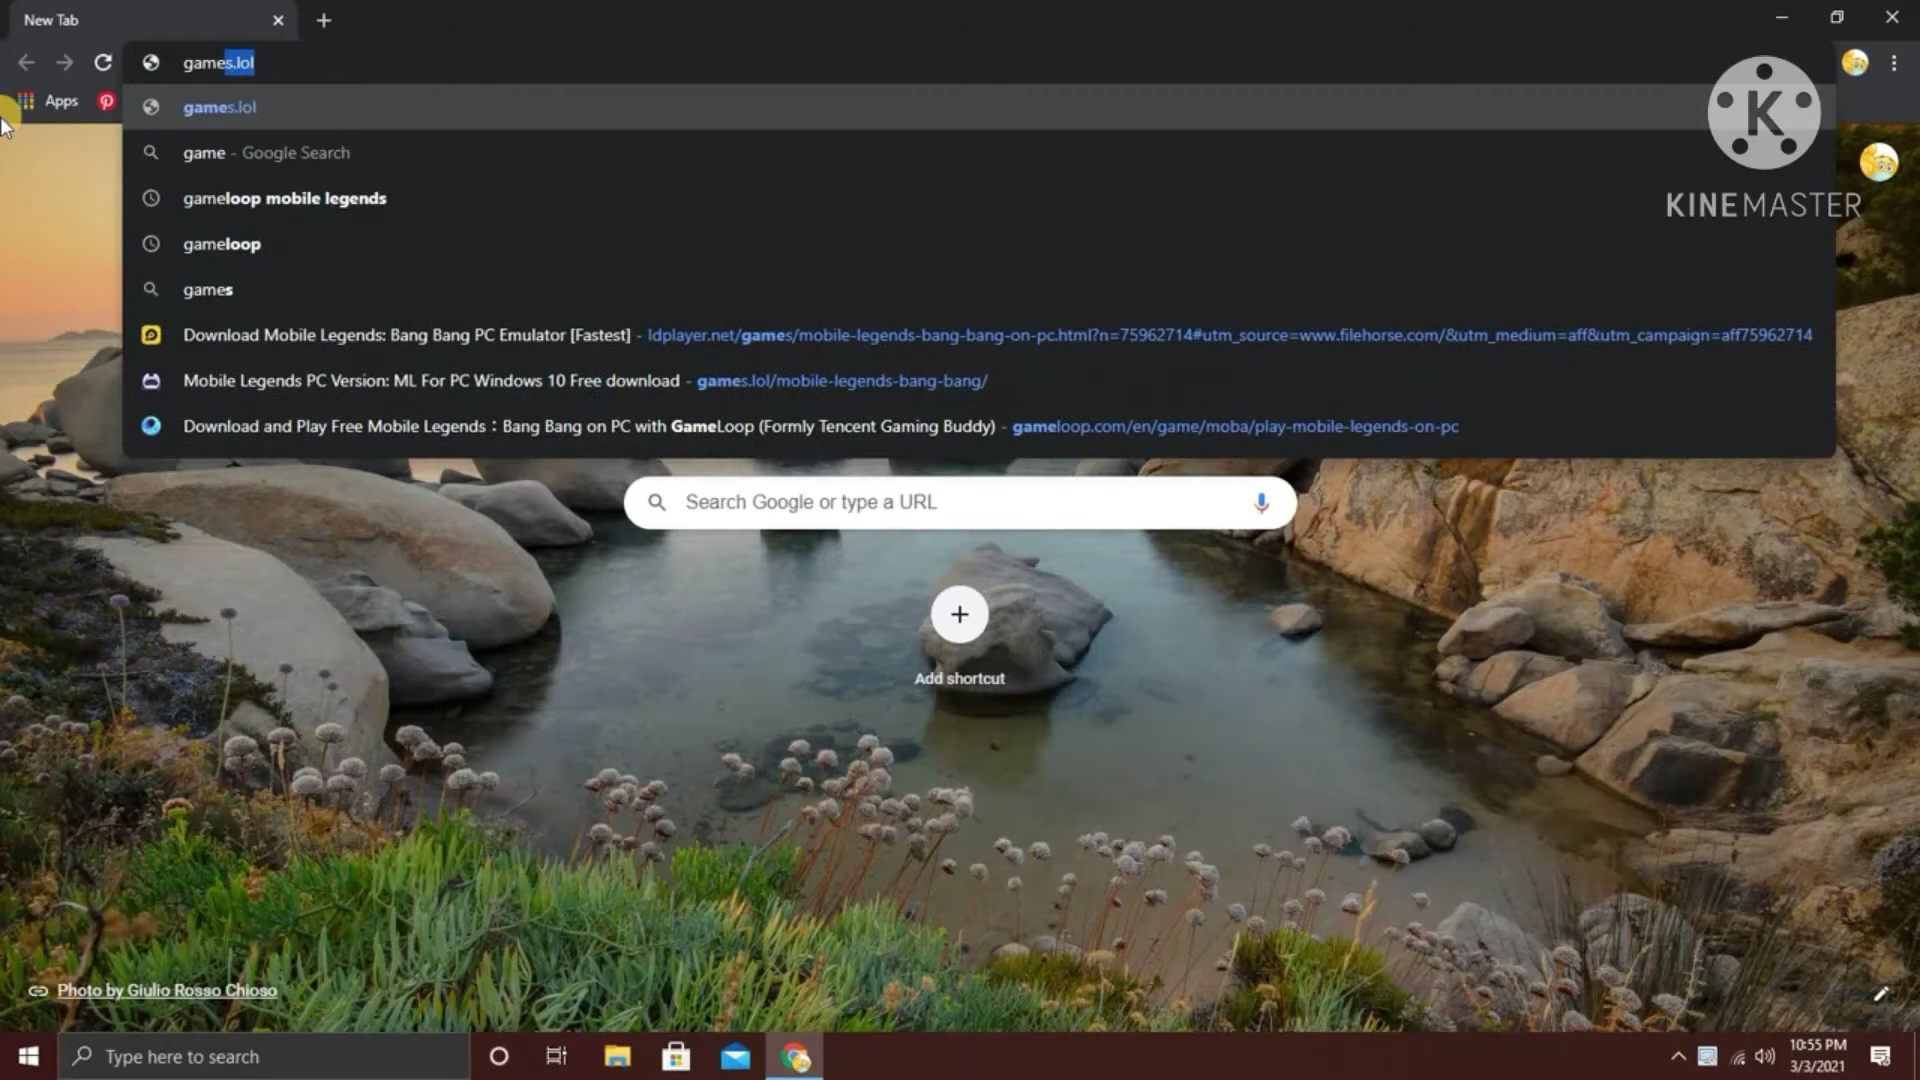 New Tab
games.lol
Apps
games.lol
game - Google Search
gameloop mobile legends
gameloop
games
Download Mobile Legends: Bang Bang PC Emulator [Fastest] - ldplayer.net/games/mobile-legends-bang-bang-on-pc.html?n=75962714#utm_source=www.filehorse.com/&utm_medium=aff&utm_campaign=aff75962714
Mobile Legends PC Version: ML For PC Windows 10 Free download - games.lol/mobile-legends-bang-bang/
Download and Play Free Mobile Legends：Bang Bang on PC with GameLoop (Formly Tencent Gaming Buddy) - gameloop.com/en/game/moba/play-mobile-legends-on-pc
K
KINEMASTER
Search Google or type a URL
Add shortcut
Photo by Giulio Rosso Chioso
Type here to search
10:55 PM
3/3/2021